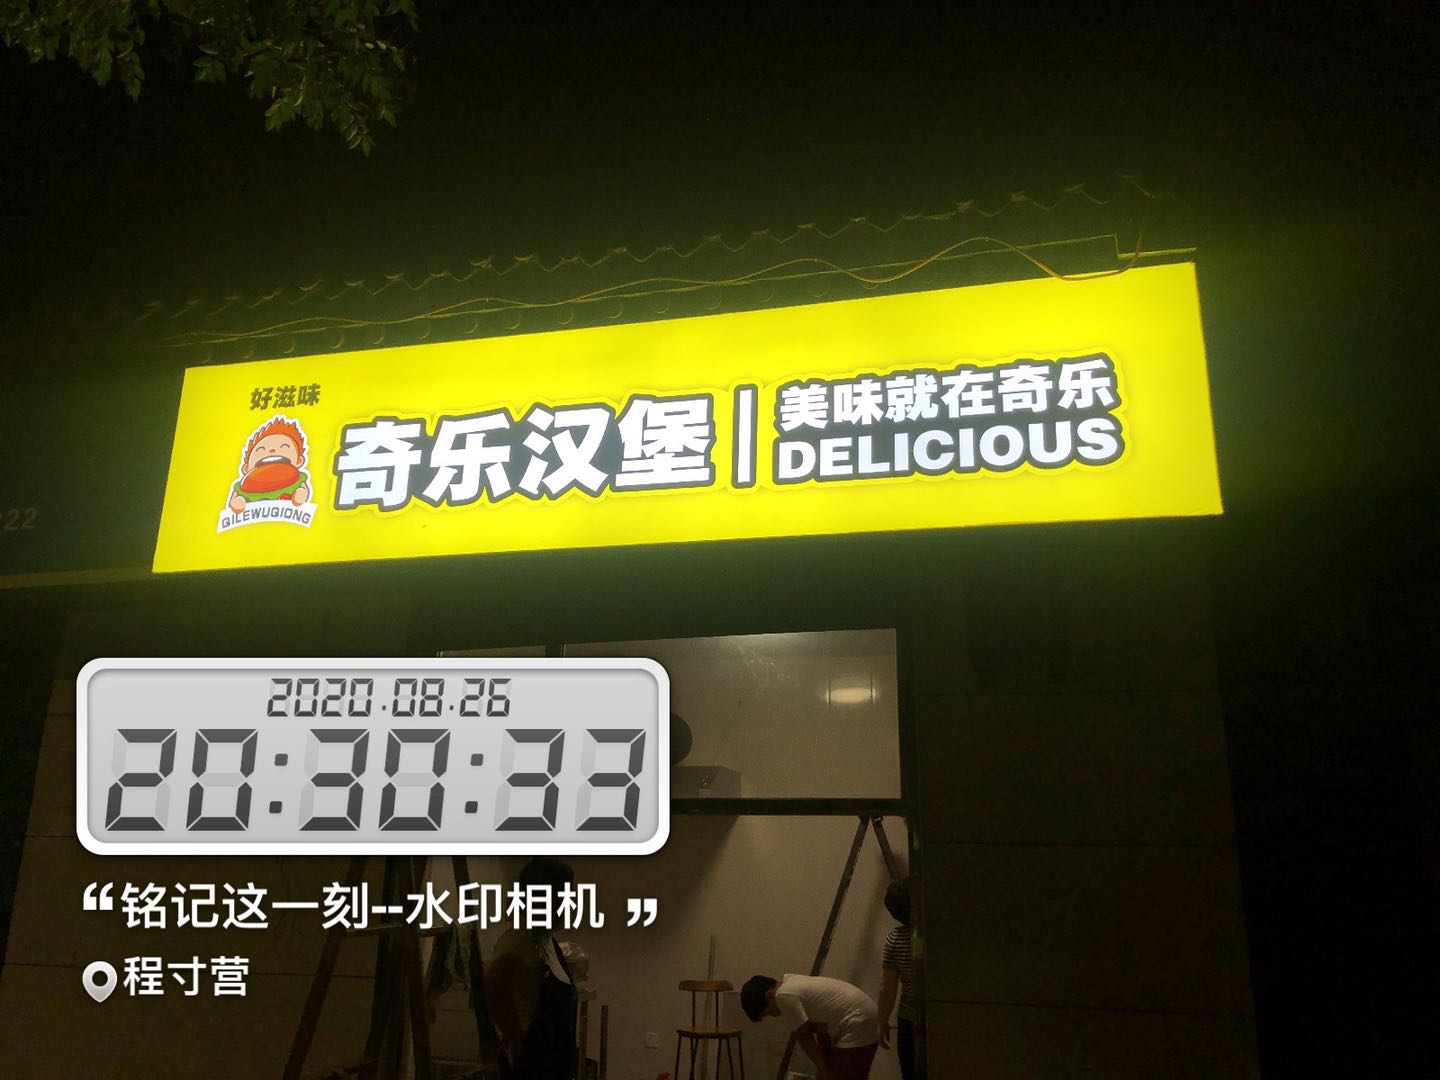 好滋味
QILEWUQIONG
奇乐汉堡
美味就在奇乐
DELICIOUS
2020.08.26
20:30:33
“铭记这一刻--水印相机 ”
程寸营